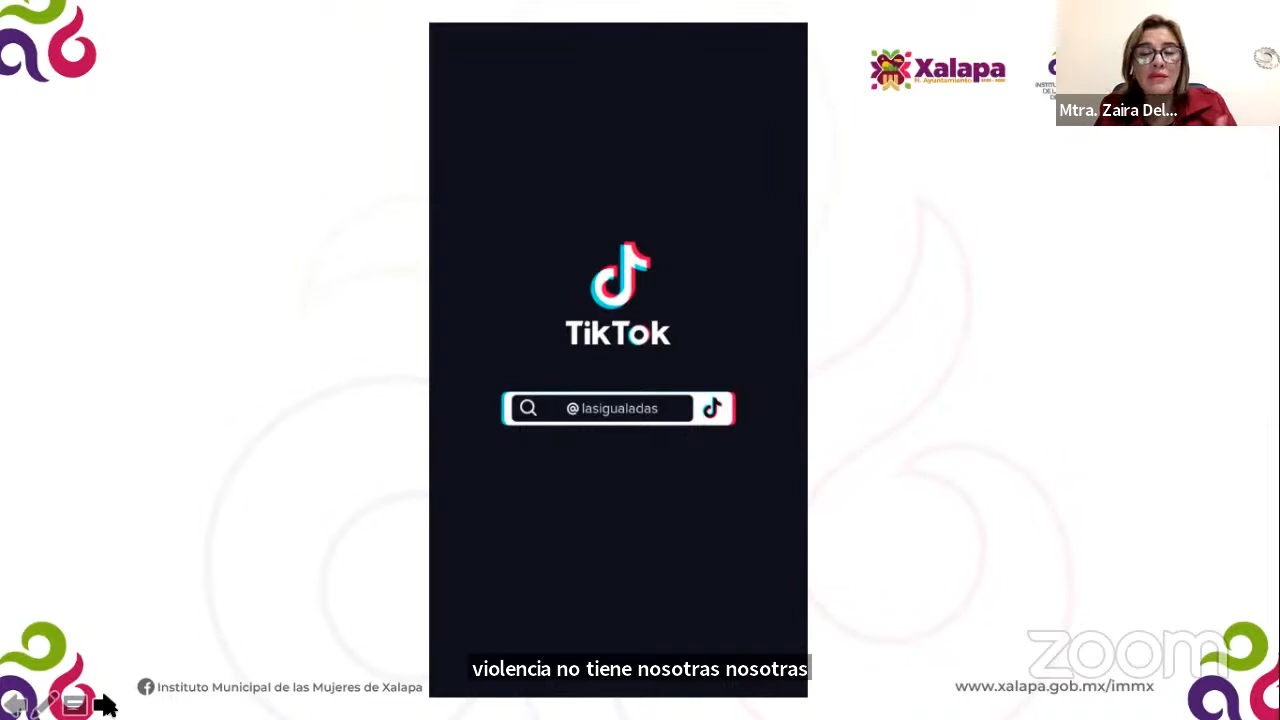 Xalapa
H. Ayuntamiento
Mtra. Zaira Del...
TikTok
@lasigualadas
violencia no tiene nosotras nosotras
Instituto Municipal de las Mujeres de Xalapa
zoom
www.xalapa.gob.mx/immx